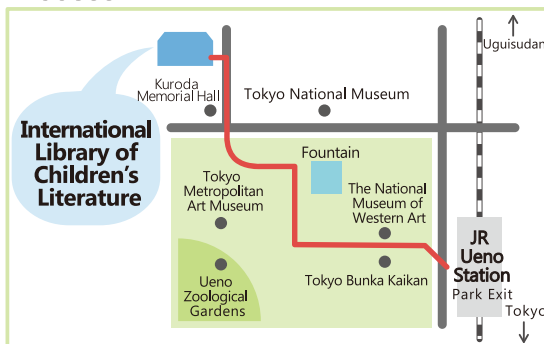 Uguisudani
Kuroda
Memorial Hall
Tokyo National Museum
International
Library of
Children's
Literature
Fountain
Tokyo
Metropolitan
Art Museum
The National
Museum of
Western Art
JR
Ueno
Station
Park Exit
Ueno
Zoological
Gardens
Tokyo Bunka Kaikan
Tokyo